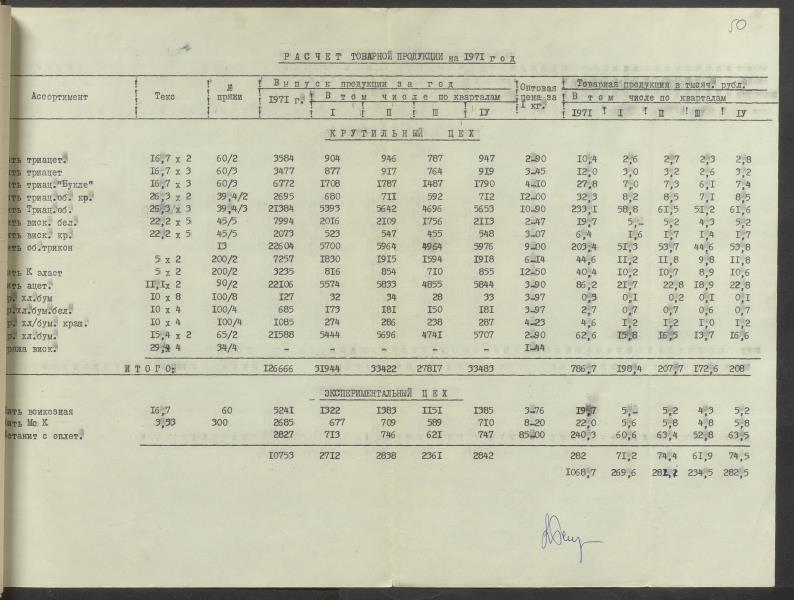 50
РАСЧЕТ ТОВАРНОЙ ПРОДУКЦИИ на 1971 год
Ассортимент Текс № пряжи Выпуск продукции за год Оптовая цена за 1 кг. Товарная продукция в тысяч. рубл.
1971 г. В том числе по кварталам 1971 В том числе по кварталам
I П Ш IУ I П Ш IУ
КРУТИЛЬНЫЙ ЦЕХ
ить триацет. 16,7 х 2 60/2 3584 904 946 787 947 2-90 10,4 2,6 2,7 2,3 2,8
ить триацет 16,7 х 3 60/3 3477 877 917 764 919 3-45 12,0 3,0 3,2 2,6 3,2
ить триац."Букле" 16,7 х 3 60/3 6772 1708 1787 1487 1790 4-10 27,8 7,0 7,3 6,1 7,4
ить триац.об. кр. 26,3 х 2 39,4/2 2695 680 711 592 712 12-00 32,3 8,2 8,5 7,1 8,5
ить Триац.об. 26,3 х 3 39,4/3 21384 5393 5642 4696 5653 10-90 233,1 58,8 61,5 51,2 61,6
ить виск. бел. 22,2 х 5 45/5 7994 2016 2109 1756 2113 2-47 19,7 5,- 5,2 4,3 5,2
ить виск. кр. 22,2 х 5 45/5 2073 523 547 455 548 3-07 6,4 1,6 1,7 1,4 1,7
ить об.трикон 13 22604 5700 5964 4964 5976 9-00 203,4 51,3 53,7 44,6 53,8
5 х 2 200/2 7257 1830 1915 1594 1918 6-14 44,6 11,2 11,8 9,8 11,8
ить К эласт 5 х 2 200/2 3235 816 854 710 855 12-50 40,4 10,2 10,7 8,9 10,6
ить ацет. 11,1х 2 90/2 22106 5574 5833 4855 5844 3-90 86,2 21,7 22,8 18,9 22,8
р. хл.бум 10 х 8 100/8 127 32 34 28 33 3-97 0,5 0,1 0,2 0,1 0,1
р.хл.бум.бел. 10 х 4 100/4 685 173 181 150 181 3-97 2,7 0,7 0,7 0,6 0,7
р. хл/бум. краш. 10 х 4 100/4 1085 274 286 238 287 4-23 4,6 1,2 1,2 1,0 1,2
р. хл.бум. 15,4 х 2 65/2 21588 5444 5696 4741 5707 2-90 62,6 15,8 16,5 13,7 16,6
ряжа виск. 29,4 4 34/4 - - - - - 1-44
ИТОГО: 126666 31944 33422 27817 33483 786,7 198,4 207,7 172,6 208
ЭКСПЕРИМЕНТАЛЬНЫЙ ЦЕХ
ить 16,7 60 5241 1322 1383 1151 1385 3-76 19,7 5,- 5,2 4,3 5,2
ить Мс К 3,33 300 2685 677 709 589 710 8-20 22,0 5,6 5,8 4,8 5,8
с оплет. 2827 713 746 621 747 85-00 240,3 60,6 63,4 52,8 63,5
10753 2712 2838 2361 2842 282 71,2 74,4 61,9 74,5
1068,7 269,6 234,5 282,5